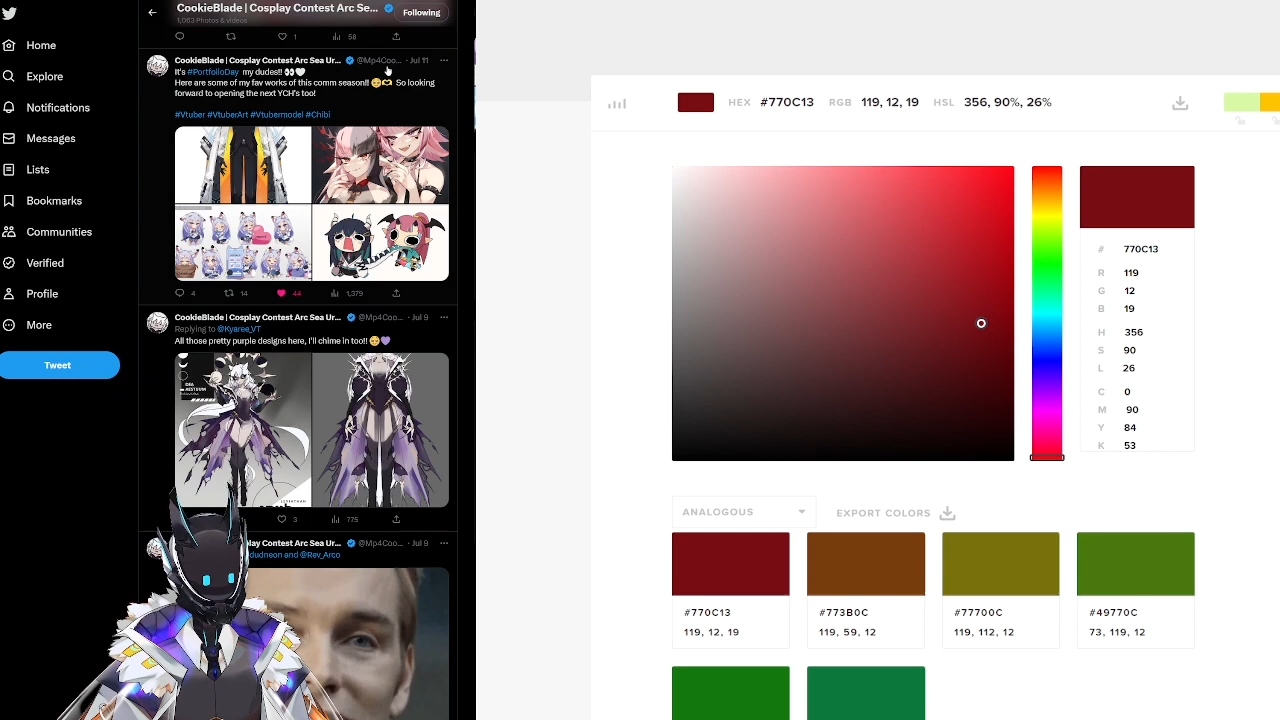 CookieBlade | Cosplay Contest Arc Se...
1,063 Photos & videos
Following
Home
Explore
Notifications
Messages
Lists
Bookmarks
Communities
Verified
Profile
More
Tweet
1
58
CookieBlade | Cosplay Contest Arc Sea Ur... @Mp4Coo... · Jul 11
It's #PortfolioDay my dudes!!
Here are some of my fav works of this comm season!! So looking
forward to opening the next YCH's too!
#Vtuber #VtuberArt #Vtubermodel #Chibi
4 14 44 1,379
CookieBlade | Cosplay Contest Arc Sea Ur... @Mp4Coo... · Jul 9
Replying to @Kyaree_VT
All those pretty purple designs here, I'll chime in too!!
3 775
Cosplay Contest Arc Sea Ur... @Mp4Coo... · Jul 9
dudneon and @Rev_Arco
HEX #770C13 RGB 119, 12, 19 HSL 356, 90%, 26%
# 770C13
R 119
G 12
B 19
H 356
S 90
L 26
C 0
M 90
Y 84
K 53
ANALOGOUS
EXPORT COLORS
#770C13
119, 12, 19
#773B0C
119, 59, 12
#77700C
119, 112, 12
#49770C
73, 119, 12